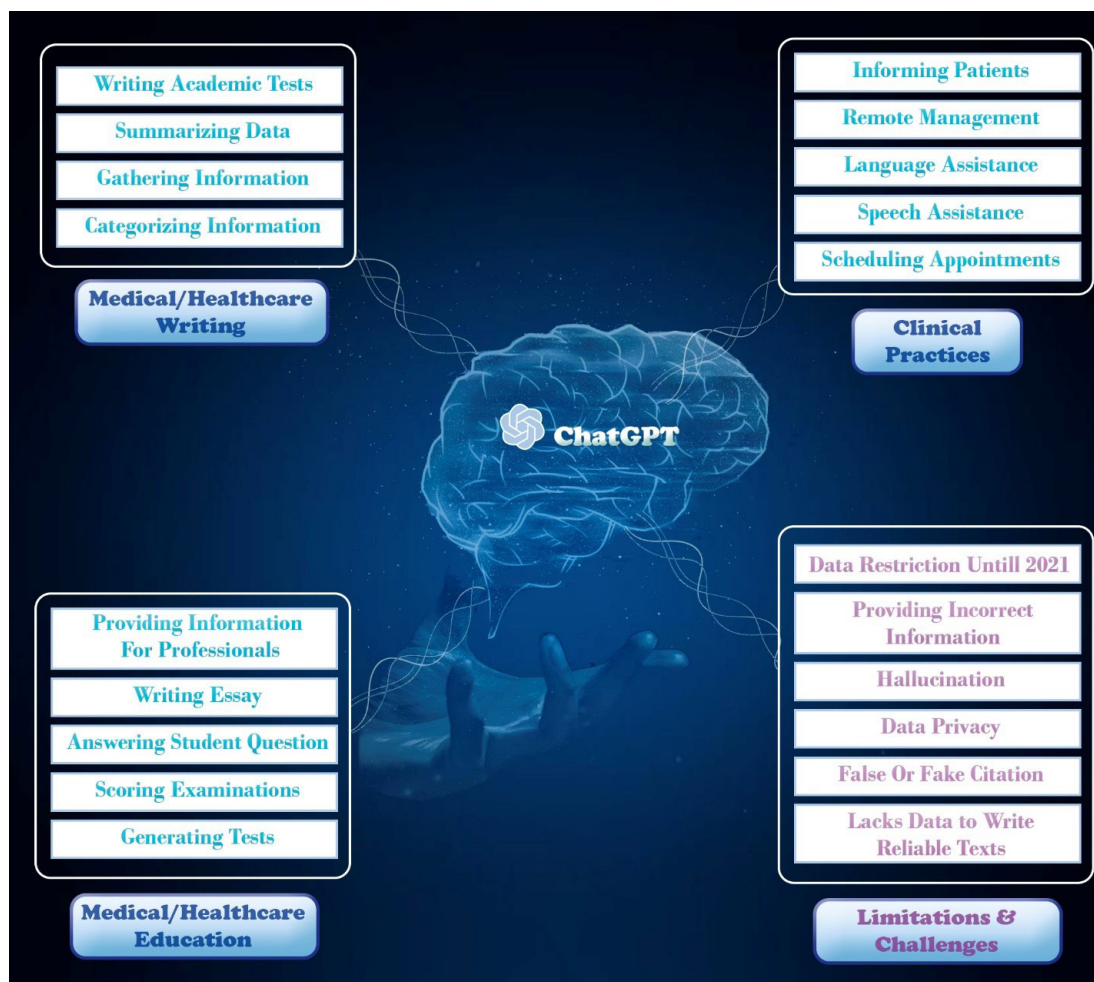 Writing Academic Tests
Summarizing Data
Gathering Information
Categorizing Information
Medical/Healthcare
Writing
Informing Patients
Remote Management
Language Assistance
Speech Assistance
Scheduling Appointments
Clinical
Practices
ChatGPT
Providing Information
For Professionals
Writing Essay
Answering Student Question
Scoring Examinations
Generating Tests
Medical/Healthcare
Education
Data Restriction Untill 2021
Providing Incorrect
Information
Hallucination
Data Privacy
False Or Fake Citation
Lacks Data to Write
Reliable Texts
Limitations &
Challenges